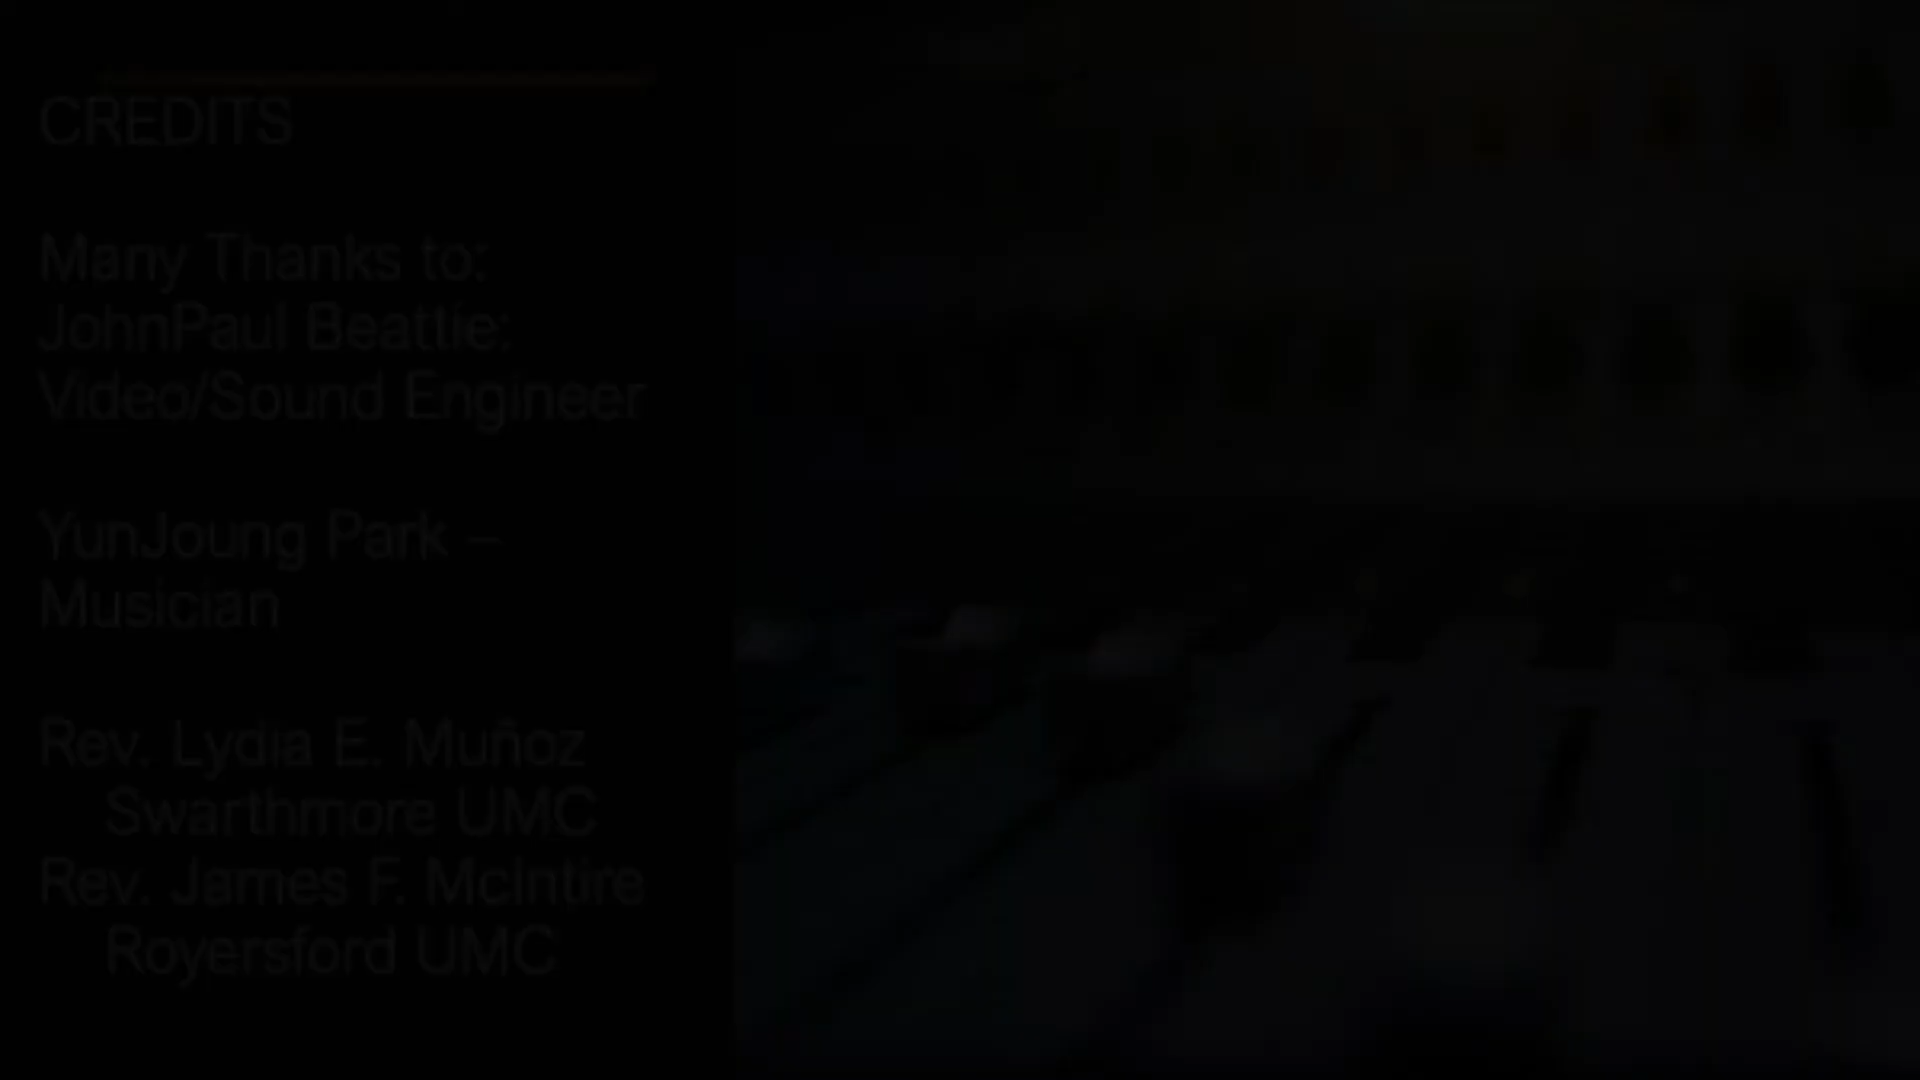 CREDITS
Many Thanks to:
JohnPaul Beattie:
Video/Sound Engineer
YunJoung Park –
Musician
Rev. Lydia E. Muñoz
Swarthmore UMC
Rev. James F. McIntire
Royersford UMC